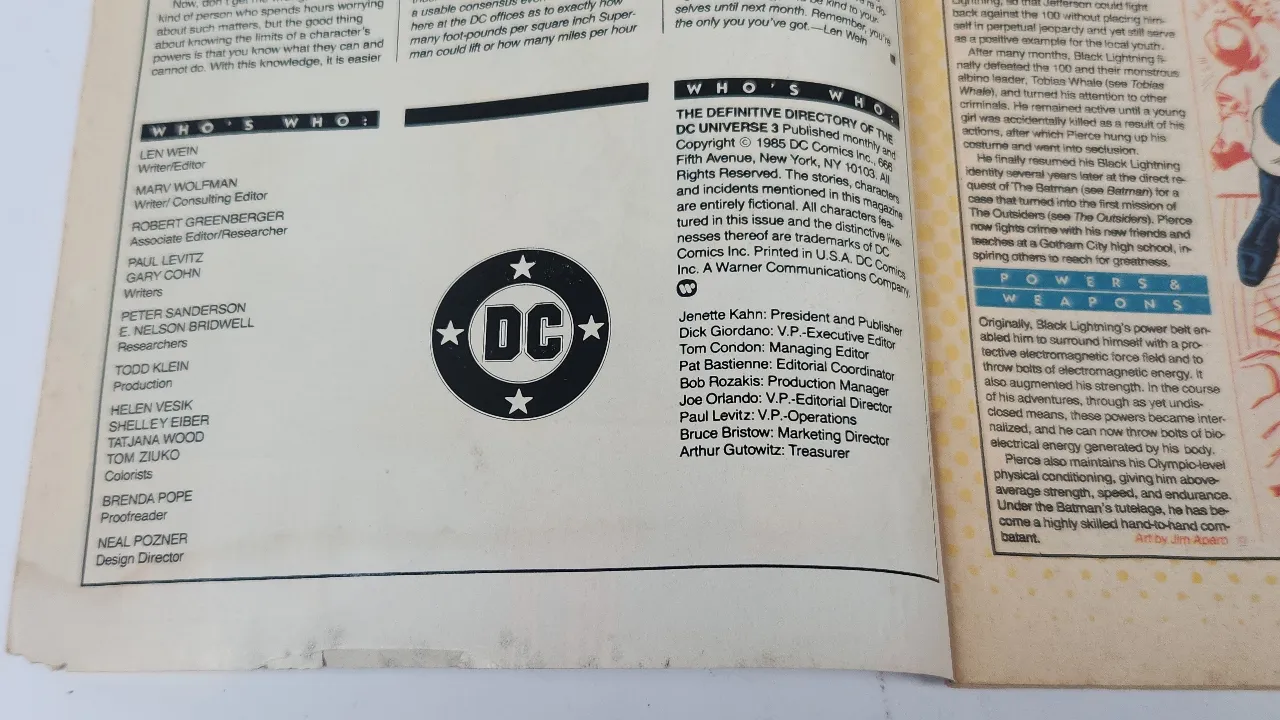 Now, don't get me
kind of person who spends hours worrying
about such matters, but the good thing
about knowing the limits of a character's
powers is that you know what they can and
cannot do. With this knowledge, it is easier
a usable consensus
here at the DC offices as to exactly how
many foot-pounds per square inch Super-
man could lift or how many miles per hour
be kind to your-
selves until next month. Remember, you're
the only you you've got.—Len Wein
WHO'S WHO:
LEN WEIN
Writer/Editor
MARV WOLFMAN
Writer/ Consulting Editor
ROBERT GREENBERGER
Associate Editor/Researcher
PAUL LEVITZ
GARY COHN
Writers
PETER SANDERSON
E. NELSON BRIDWELL
Researchers
TODD KLEIN
Production
HELEN VESIK
SHELLEY EIBER
TATJANA WOOD
TOM ZIUKO
Colorists
BRENDA POPE
Proofreader
NEAL POZNER
Design Director
DC
WHO'S WHO:
THE DEFINITIVE DIRECTORY OF THE
DC UNIVERSE 3 Published monthly and
Copyright © 1985 DC Comics Inc., 666
Fifth Avenue, New York, NY 10103. All
Rights Reserved. The stories, characters
and incidents mentioned in this magazine
are entirely fictional. All characters fea-
tured in this issue and the distinctive like-
nesses thereof are trademarks of DC
Comics Inc. Printed in U.S.A. DC Comics
Inc. A Warner Communications Company.
Jenette Kahn: President and Publisher
Dick Giordano: V.P.-Executive Editor
Tom Condon: Managing Editor
Pat Bastienne: Editorial Coordinator
Bob Rozakis: Production Manager
Joe Orlando: V.P.-Editorial Director
Paul Levitz: V.P.-Operations
Bruce Bristow: Marketing Director
Arthur Gutowitz: Treasurer
Lightning, so that Jefferson could fight
back against the 100 without placing him-
self in perpetual jeopardy and yet still serve
as a positive example for the local youth.
After many months, Black Lightning fi-
nally defeated the 100 and their monstrous
albino leader, Tobias Whale (see Tobias
Whale), and turned his attention to other
criminals. He remained active until a young
girl was accidentally killed as a result of his
actions, after which Pierce hung up his
costume and went into seclusion.
He finally resumed his Black Lightning
identity several years later at the direct re-
quest of The Batman (see Batman) for a
case that turned into the first mission of
The Outsiders (see The Outsiders). Pierce
now fights crime with his new friends and
teaches at a Gotham City high school, in-
spiring others to reach for greatness.
POWERS &
WEAPONS
Originally, Black Lightning's power belt en-
abled him to surround himself with a pro-
tective electromagnetic force field and to
throw bolts of electromagnetic energy. It
also augmented his strength. In the course
of his adventures, through as yet undis-
closed means, these powers became inter-
nalized, and he can now throw bolts of bio-
electrical energy generated by his body.
Pierce also maintains his Olympic-level
physical conditioning, giving him above-
average strength, speed, and endurance.
Under the Batman's tutelage, he has be-
come a highly skilled hand-to-hand com-
batant.
Art by Jim Aparo